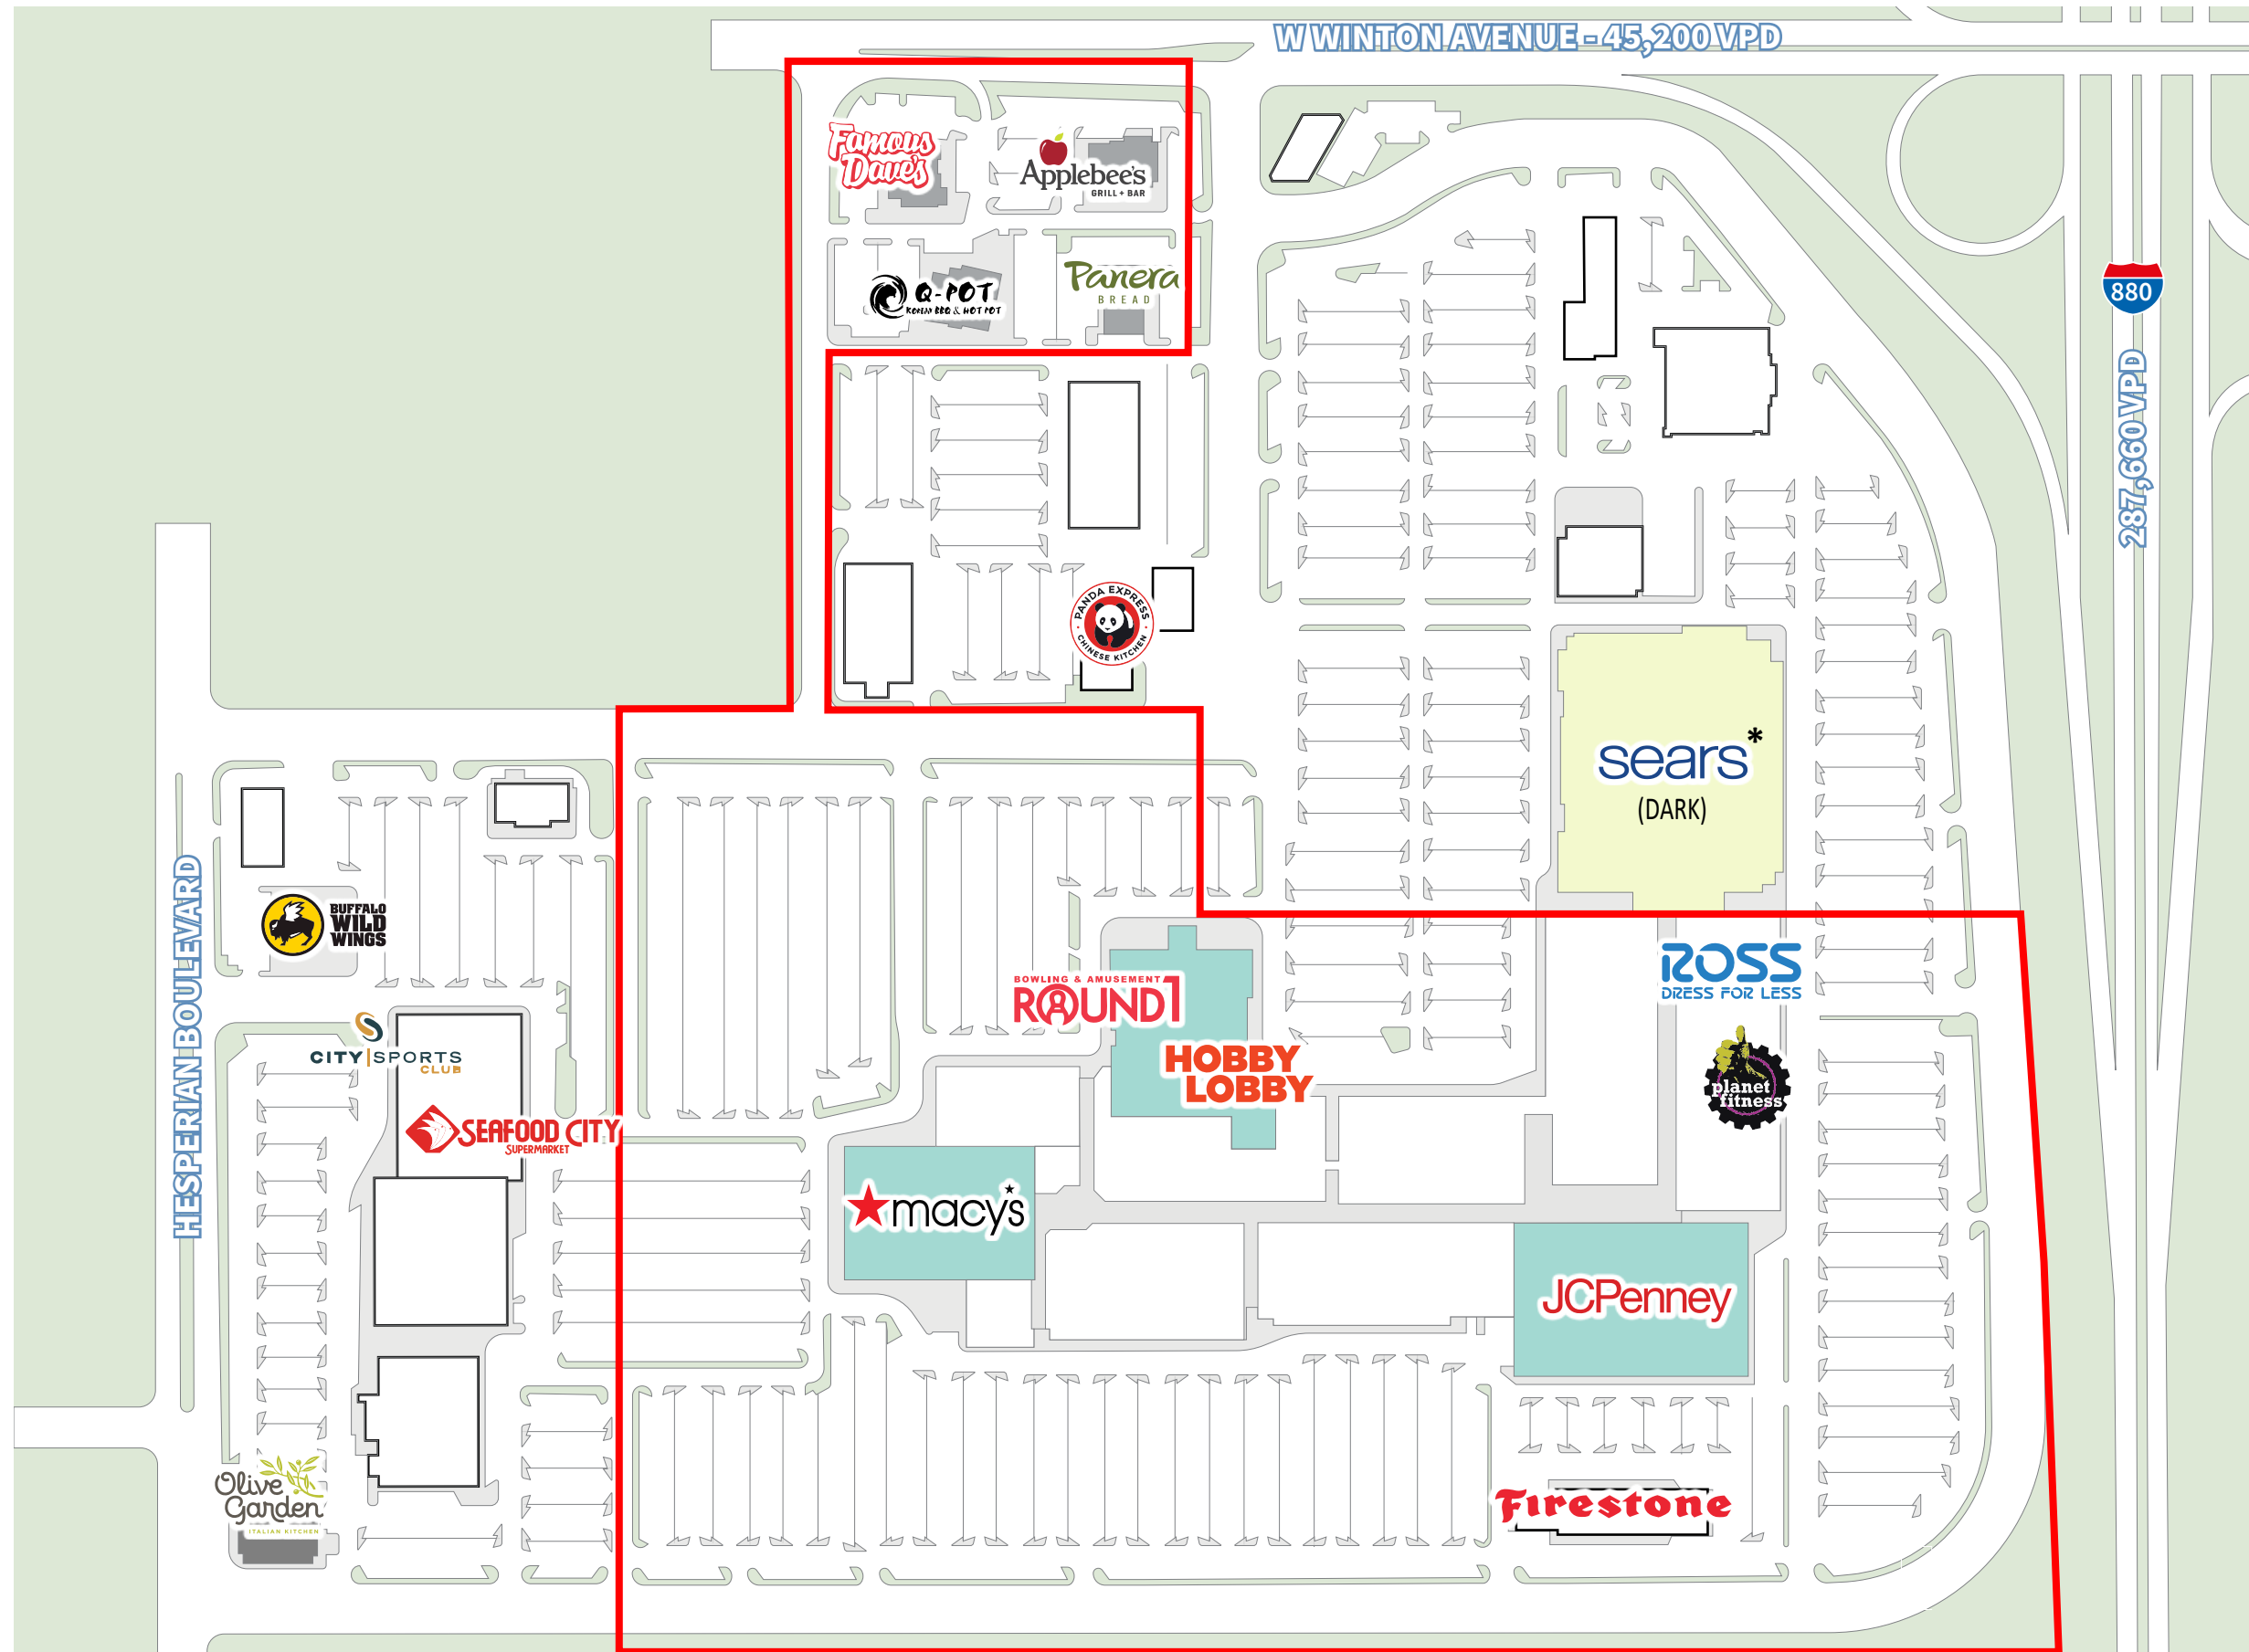 W WINTON AVENUE - 45,200 VPD
Famous
Dave's
Applebee's
GRILL + BAR
Q-POT
KOREAN BBQ & HOT POT
Panera
BREAD
880
287,660 VPD
PANDA EXPRESS
CHINESE KITCHEN
sears*
(DARK)
HESPERIAN BOULEVARD
BUFFALO
WILD
WINGS
ROSS
DRESS FOR LESS
BOWLING & AMUSEMENT
ROUND1
CITY SPORTS
CLUB
HOBBY
LOBBY
planet
fitness
SEAFOOD CITY
SUPERMARKET
macy's
JCPenney
Olive
Garden
ITALIAN KITCHEN
Firestone